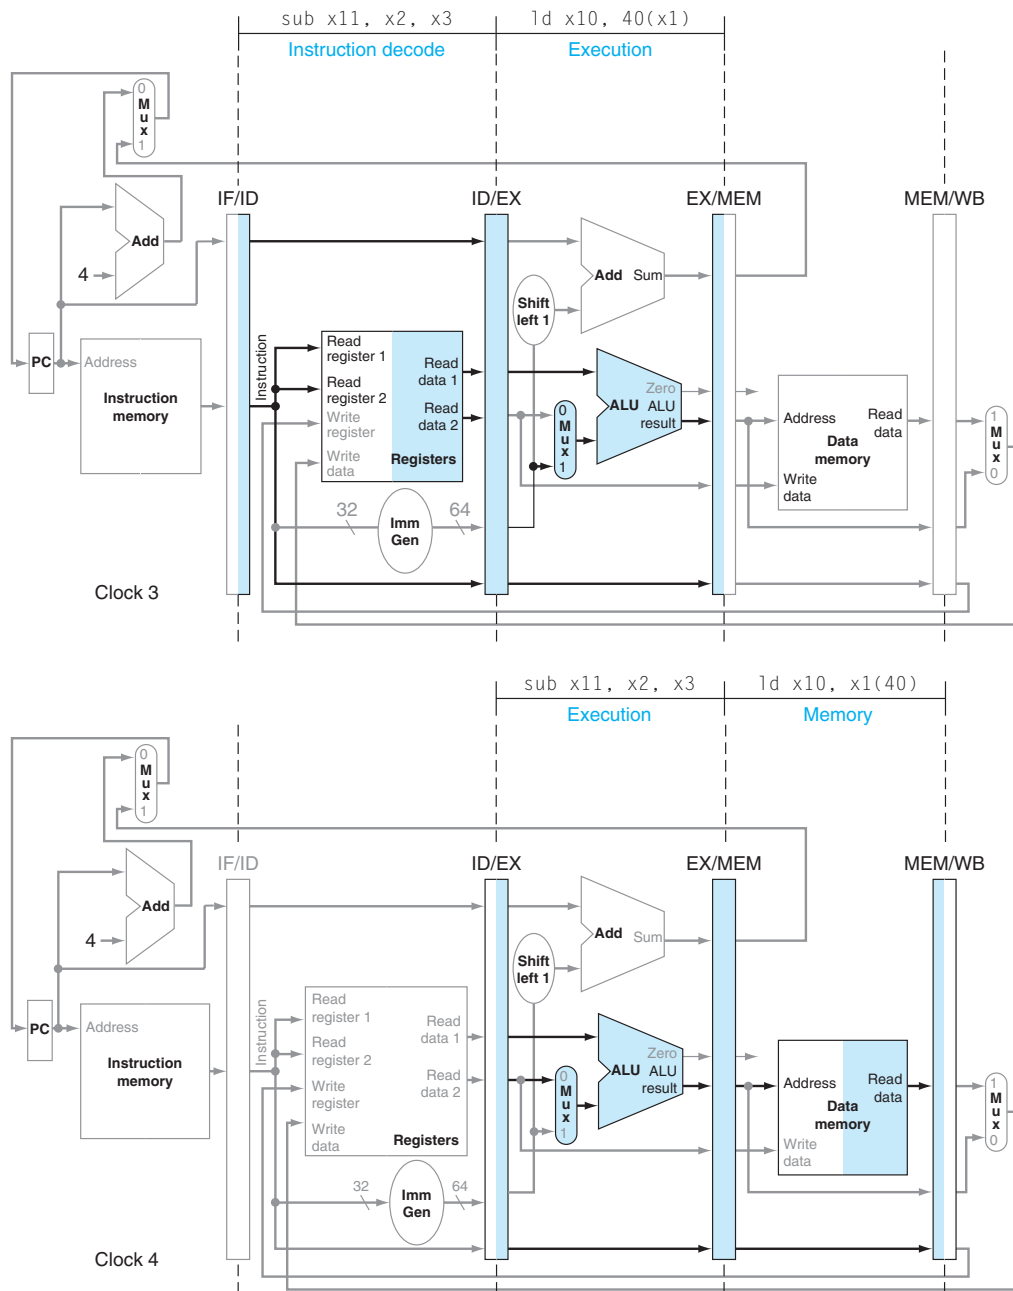 sub x11, x2, x3
ld x10, 40(x1)
Instruction decode
Execution
0
M
u
x
1
IF/ID
ID/EX
EX/MEM
MEM/WB
Add
4
Add Sum
Shift
left 1
PC
Address
Instruction
memory
Instruction
Read
register 1
Read
register 2
Write
register
Write
data
Read
data 1
Read
data 2
Registers
0
M
u
x
1
Zero
ALU ALU
result
Address
Read
data
Data
memory
Write
data
1
M
u
x
0
32
Imm
Gen
64
Clock 3
sub x11, x2, x3
ld x10, x1(40)
Execution
Memory
0
M
u
x
1
IF/ID
ID/EX
EX/MEM
MEM/WB
Add
4
Add Sum
Shift
left 1
PC
Address
Instruction
memory
Instruction
Read
register 1
Read
register 2
Write
register
Write
data
Read
data 1
Read
data 2
Registers
0
M
u
x
1
Zero
ALU ALU
result
Address
Read
data
Data
memory
Write
data
1
M
u
x
0
32
Imm
Gen
64
Clock 4